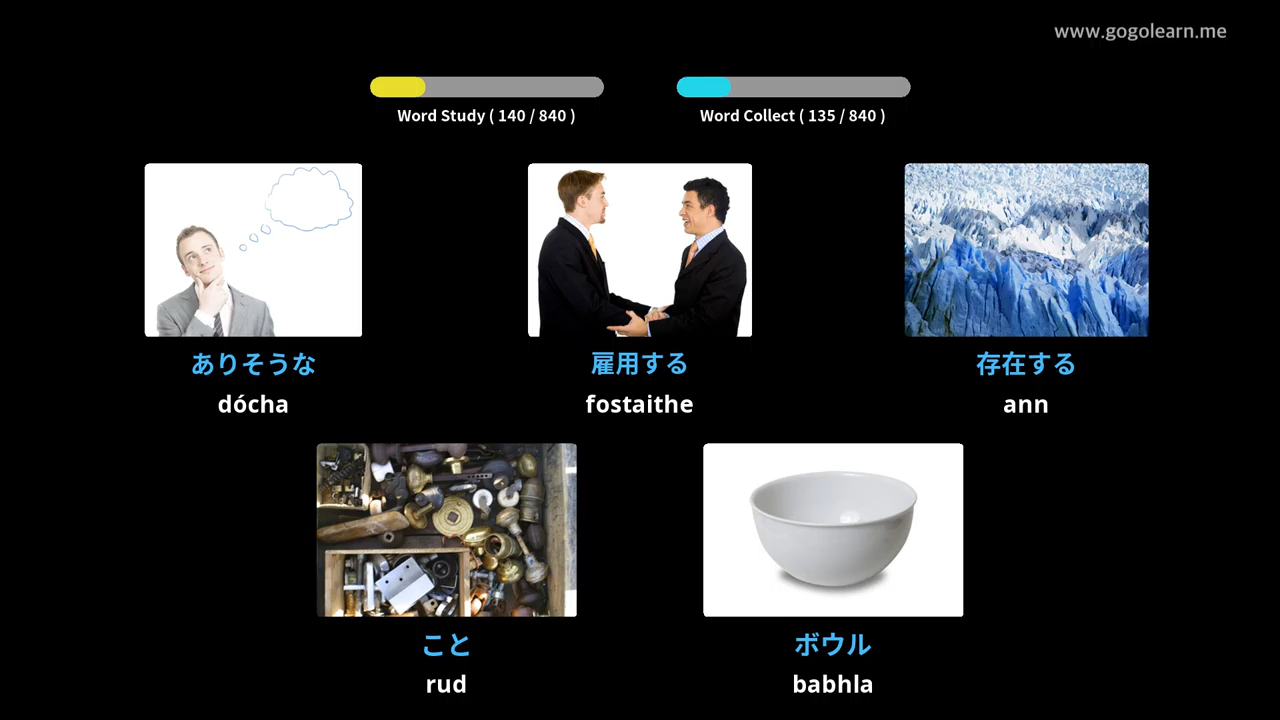 www.gogolearn.me
Word Study ( 140 / 840 )
Word Collect ( 135 / 840 )
ありそうな
dócha
雇用する
fostaithe
存在する
ann
こと
rud
ボウル
babhla